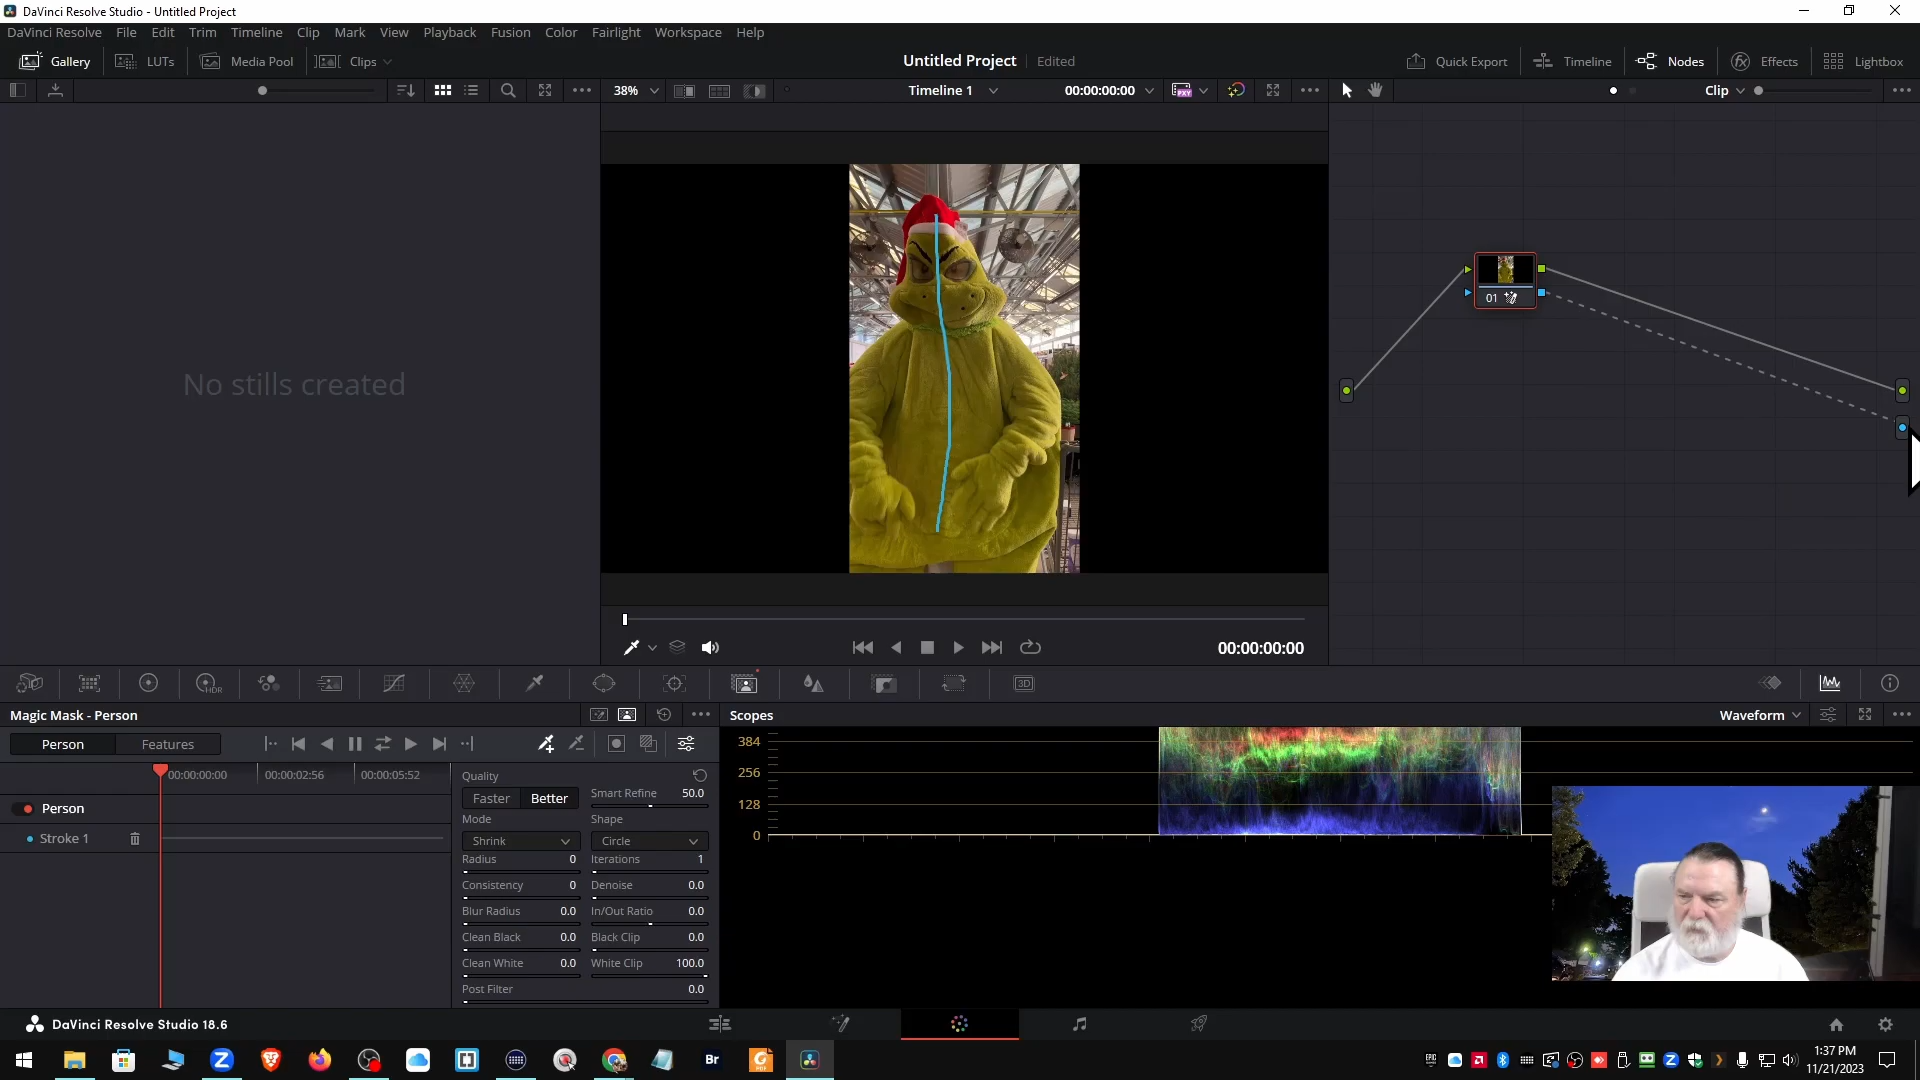 DaVinci Resolve Studio - Untitled Project
DaVinci Resolve File Edit Trim Timeline Clip Mark View Playback Fusion Color Fairlight Workspace Help
Gallery LUTs Media Pool Clips Untitled Project Edited Quick Export Timeline Nodes Effects Lightbox
38% Timeline 1 00:00:00:00 PXY Clip
No stills created
01
00:00:00:00
HDR 3D
Magic Mask - Person Scopes Waveform
Person Features
384
256
128
0
00:00:00:00 00:00:02:56 00:00:05:52
Person
Stroke 1
Quality
Faster Better Smart Refine 50.0
Mode Shape
Shrink Circle
Radius 0 Iterations 1
Consistency 0 Denoise 0.0
Blur Radius 0.0 In/Out Ratio 0.0
Clean Black 0.0 Black Clip 0.0
Clean White 0.0 White Clip 100.0
Post Filter 0.0
DaVinci Resolve Studio 18.6
Br
1:37 PM
11/21/2023